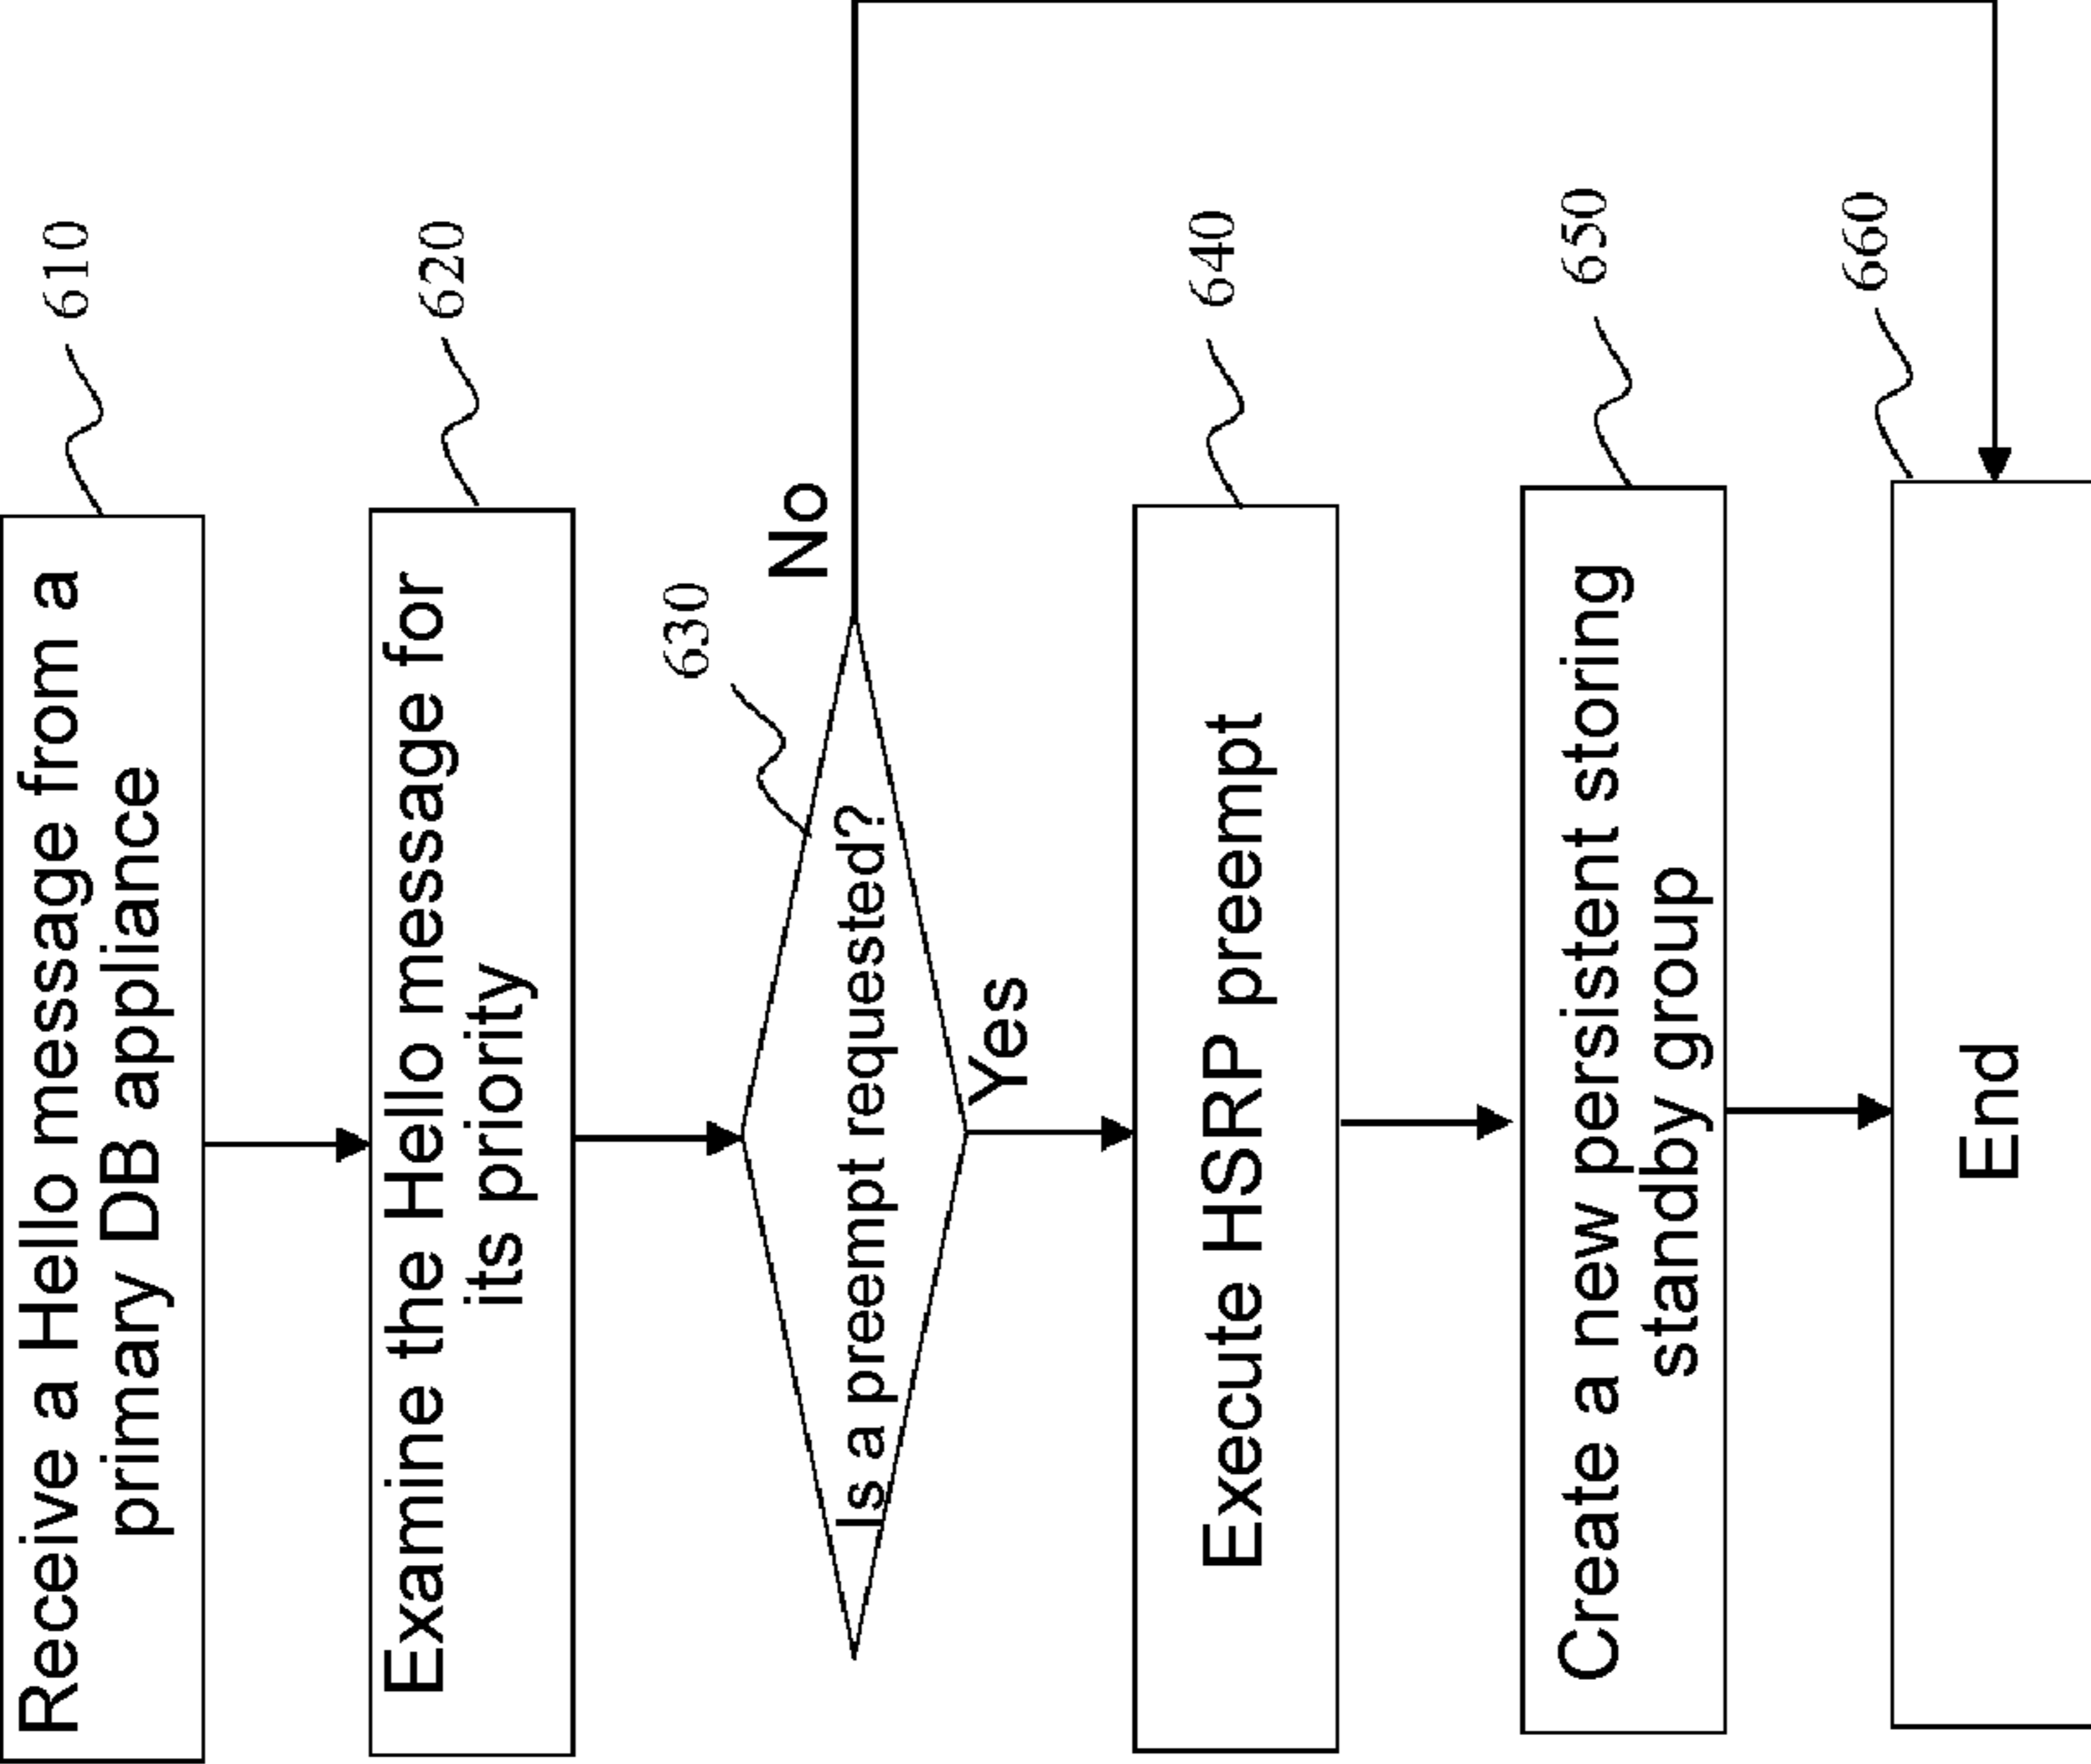 Receive a Hello message from a
primary DB appliance
610
Examine the Hello message for
its priority
620
Is a preempt requested?
630
No
Yes
Execute HSRP preempt
640
Create a new persistent storing
standby group
650
End
660